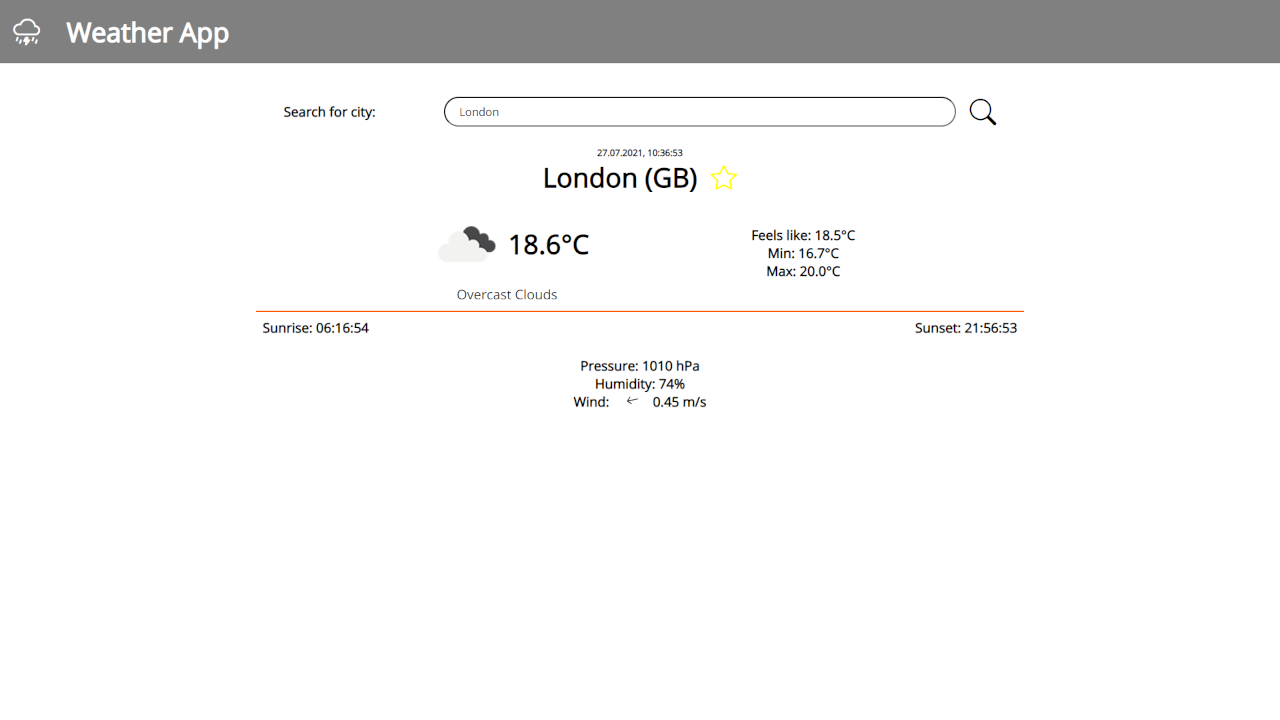 Weather App
Search for city:
London
27.07.2021, 10:36:53
London (GB)
18.6°C
Feels like: 18.5°C
Min: 16.7°C
Max: 20.0°C
Overcast Clouds
Sunrise: 06:16:54
Sunset: 21:56:53
Pressure: 1010 hPa
Humidity: 74%
Wind: 0.45 m/s